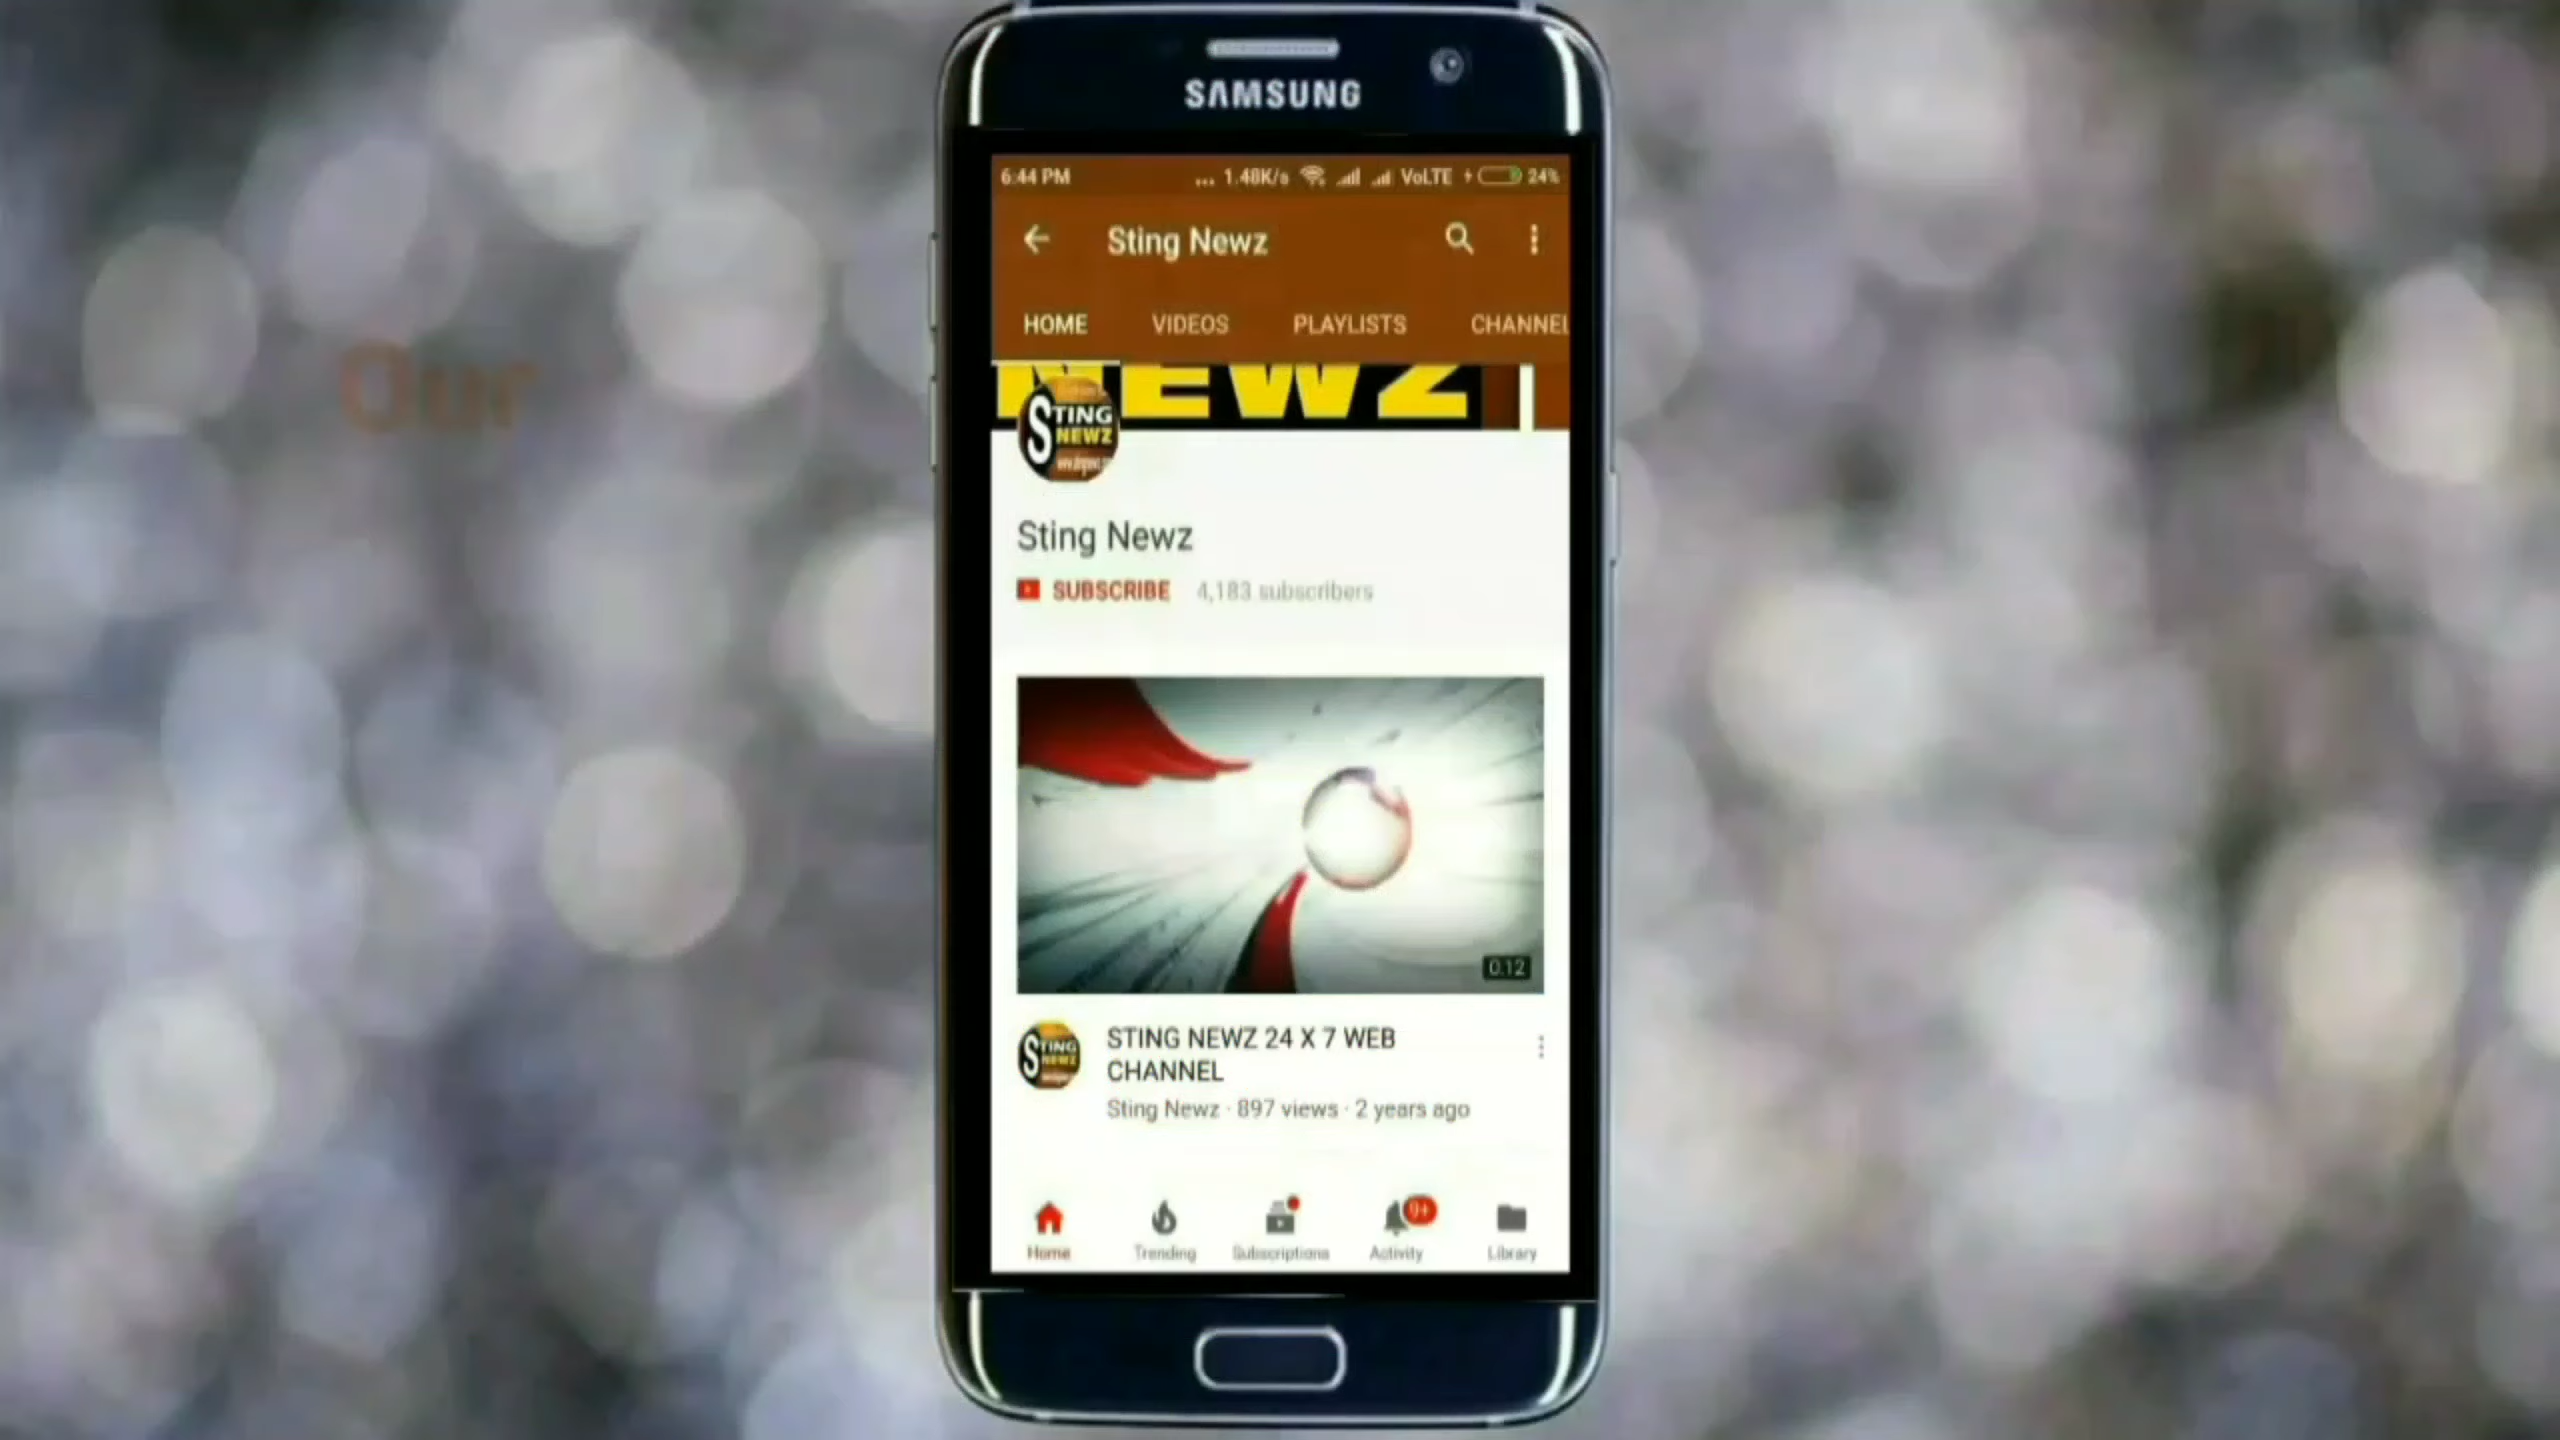 SAMSUNG
6:44 PM ... 1.48K/s VoLTE 24%
Sting Newz
HOME VIDEOS PLAYLISTS CHANNEL
NEWZ
STING
NEWZ
Our
Sting Newz
SUBSCRIBE 4,183 subscribers
0:12
STING NEWZ 24 X 7 WEB
CHANNEL
Sting Newz · 897 views · 2 years ago
STING
NEWZ
9+
Home Trending Subscriptions Activity Library